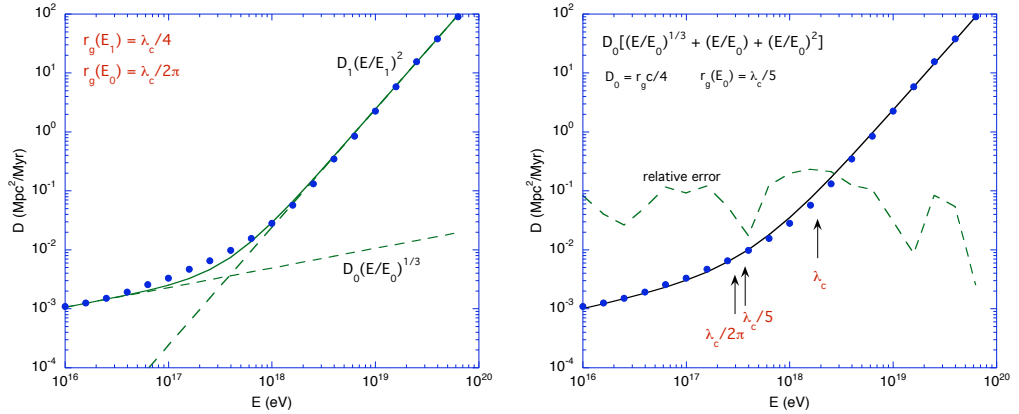 r_g(E_1) = λ_c/4
r_g(E_0) = λ_c/2π
D_1(E/E_1)^2
D_0(E/E_0)^{1/3}
D (Mpc^2/Myr)
10^2
10^1
10^0
10^{-1}
10^{-2}
10^{-3}
10^{-4}
10^{16} 10^{17} 10^{18} 10^{19} 10^{20}
E (eV)
D_0[(E/E_0)^{1/3} + (E/E_0) + (E/E_0)^2]
D_0 = r_g c/4 r_g(E_0) = λ_c/5
relative error
λ_c
λ_c/5
λ_c/2π
D (Mpc^2/Myr)
10^2
10^1
10^0
10^{-1}
10^{-2}
10^{-3}
10^{-4}
10^{16} 10^{17} 10^{18} 10^{19} 10^{20}
E (eV)